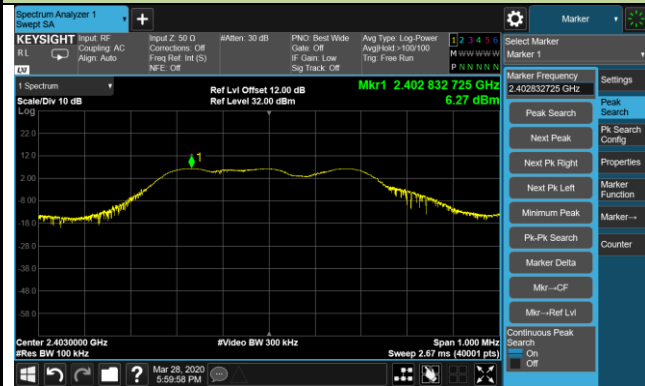 Spectrum Analyzer 1
Swept SA
Marker
KEYSIGHT
RL
Input: RF
Coupling: AC
Align: Auto
Input Z: 50 Ω
Corrections: Off
Freq Ref: Int (S)
NFE: Off
#Atten: 30 dB
PNO: Best Wide
Gate: Off
IF Gain: Low
Sig Track: Off
Avg Type: Log-Power
Avg|Hold:>100/100
Trig: Free Run
1 2 3 4 5 6
M W W W W W
P N N N N N
Select Marker
Marker 1
1 Spectrum
Scale/Div 10 dB
Log
Ref Lvl Offset 12.00 dB
Ref Level 32.00 dBm
Mkr1 2.402 832 725 GHz
6.27 dBm
22.0
12.0
2.00
-8.00
-18.0
-28.0
-38.0
-48.0
-58.0
1
Center 2.4030000 GHz
#Res BW 100 kHz
#Video BW 300 kHz
Span 1.000 MHz
Sweep 2.67 ms (40001 pts)
Marker Frequency
2.402832725 GHz
Peak Search
Next Peak
Next Pk Right
Next Pk Left
Minimum Peak
Pk-Pk Search
Marker Delta
Mkr→CF
Mkr→Ref Lvl
Continuous Peak
Search
On
Off
Settings
Peak
Search
Pk Search
Config
Properties
Marker
Function
Marker→
Counter
Mar 28, 2020
5:59:58 PM